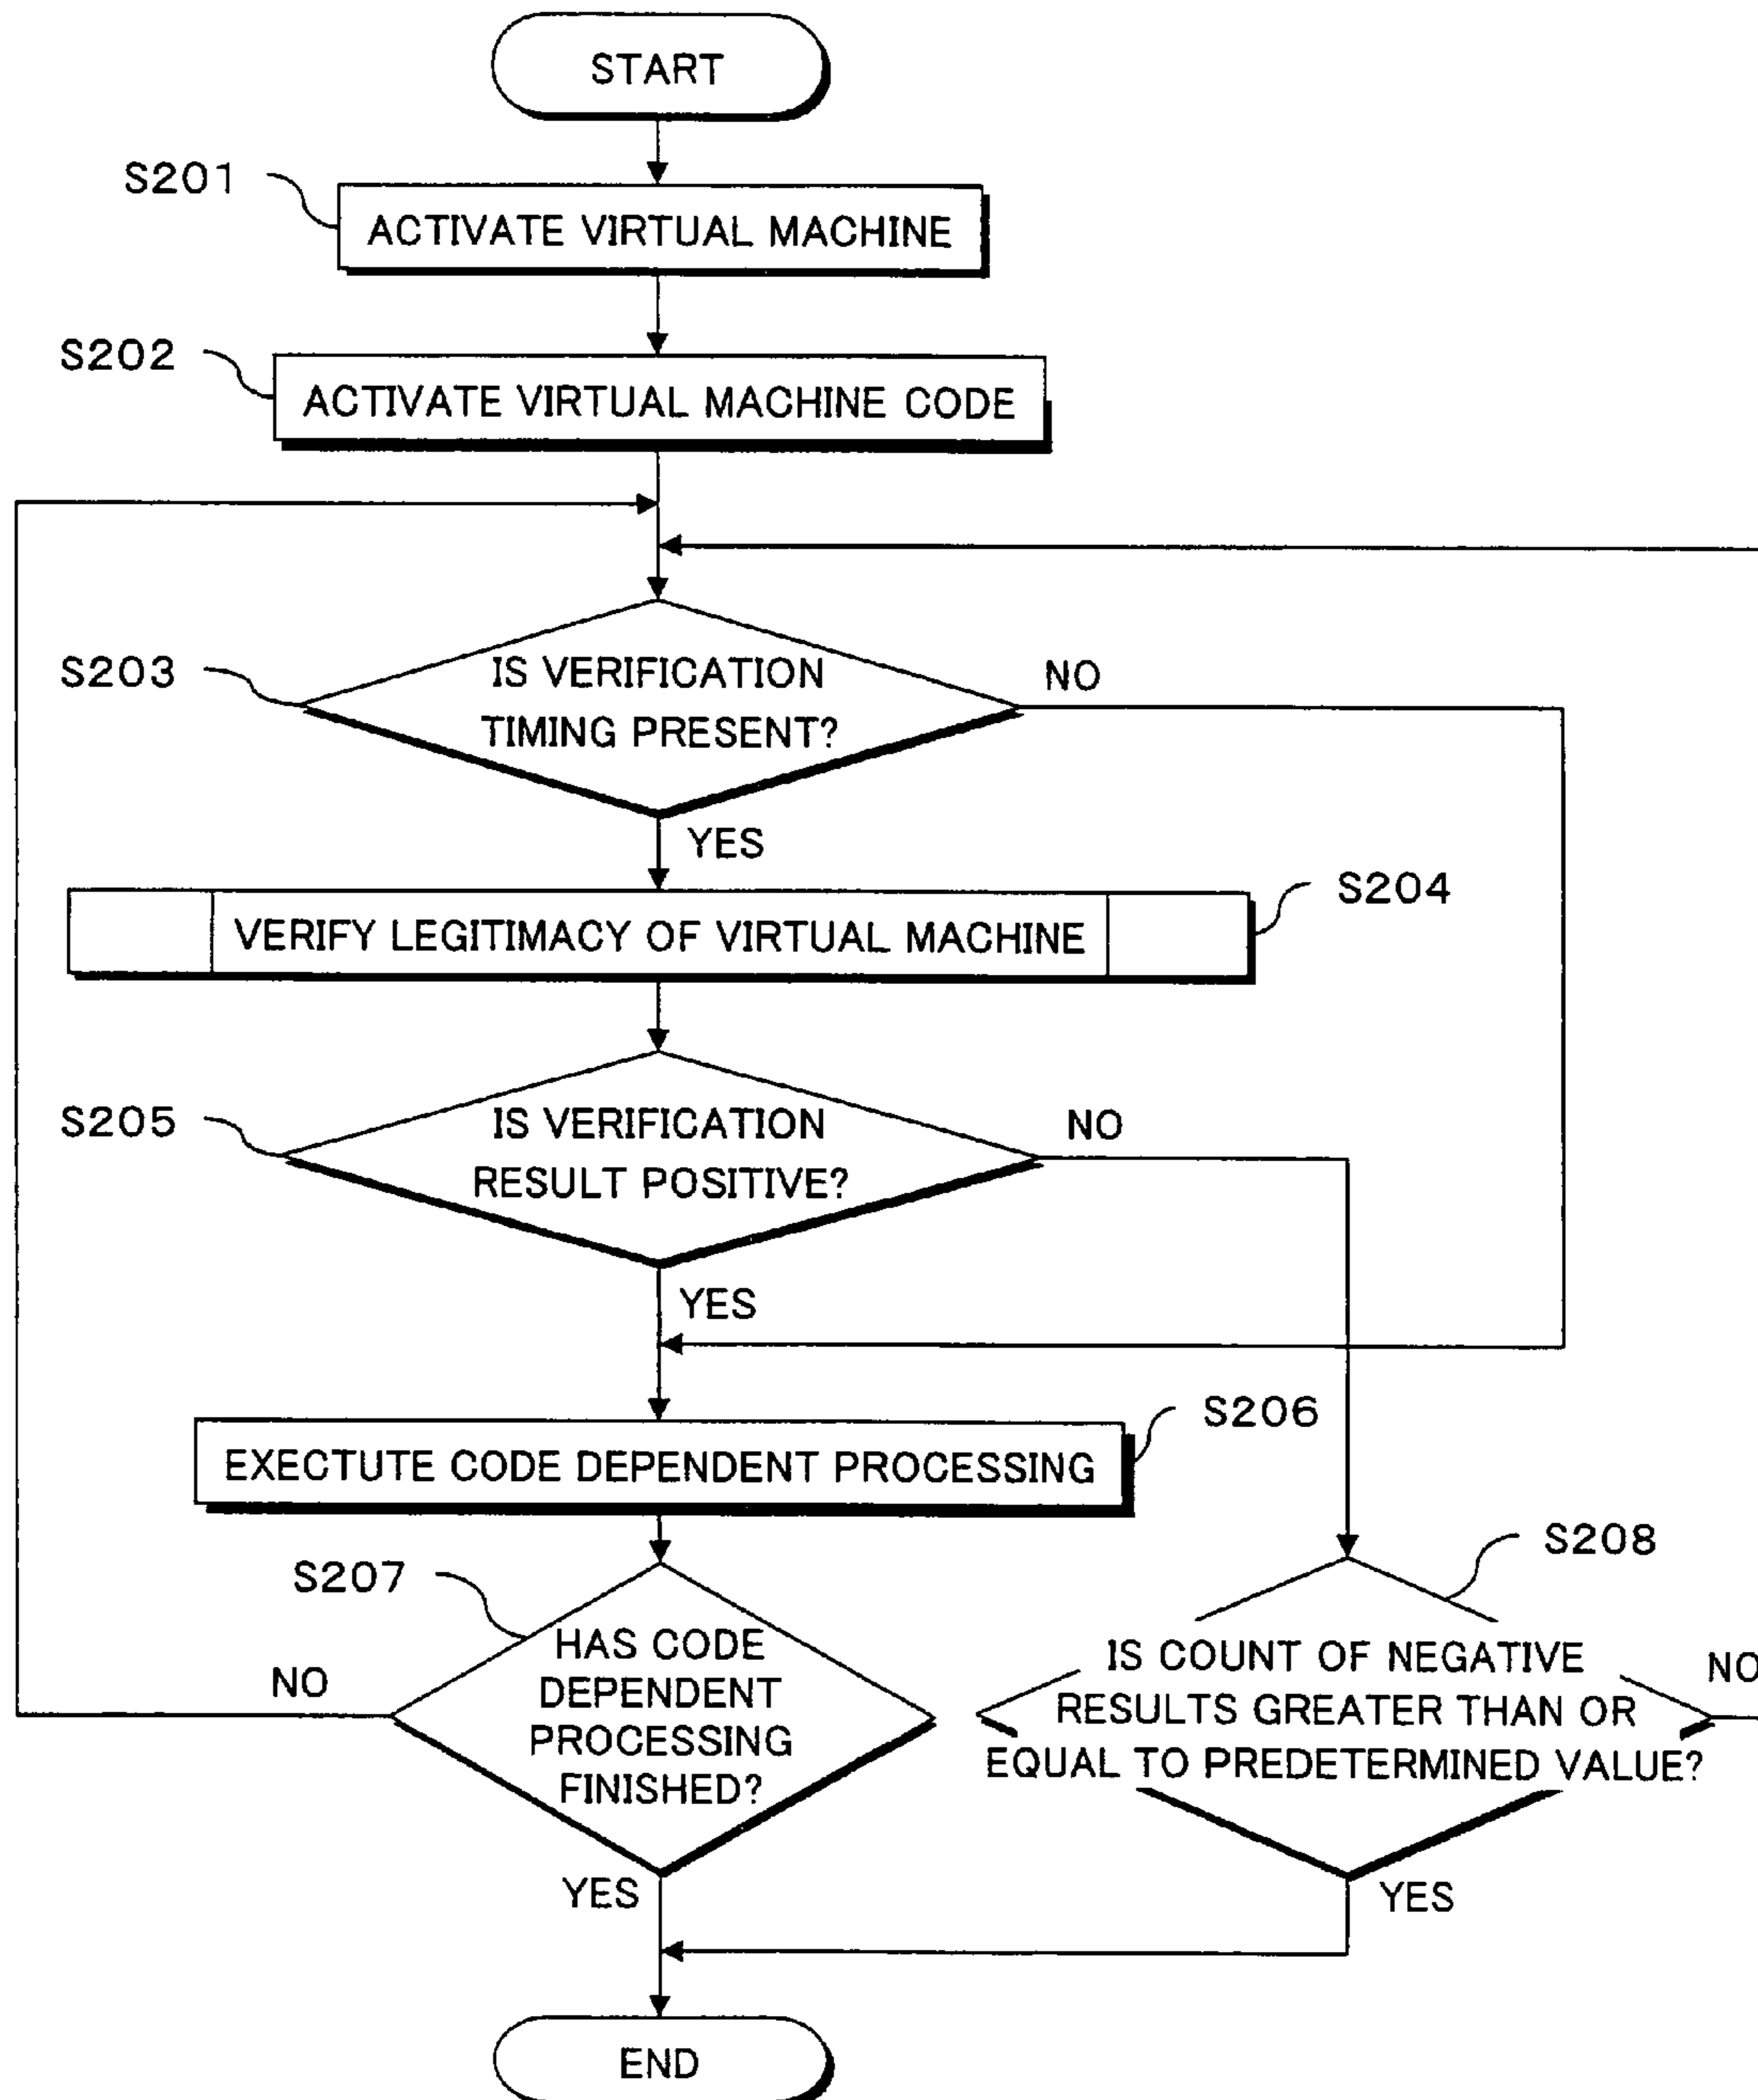 START
S201
ACTIVATE VIRTUAL MACHINE
S202
ACTIVATE VIRTUAL MACHINE CODE
S203
IS VERIFICATION
TIMING PRESENT?
NO
YES
S204
VERIFY LEGITIMACY OF VIRTUAL MACHINE
S205
IS VERIFICATION
RESULT POSITIVE?
NO
YES
S206
EXECTUTE CODE DEPENDENT PROCESSING
S207
HAS CODE
DEPENDENT
PROCESSING
FINISHED?
NO
YES
S208
IS COUNT OF NEGATIVE
RESULTS GREATER THAN OR
EQUAL TO PREDETERMINED VALUE?
NO
YES
END